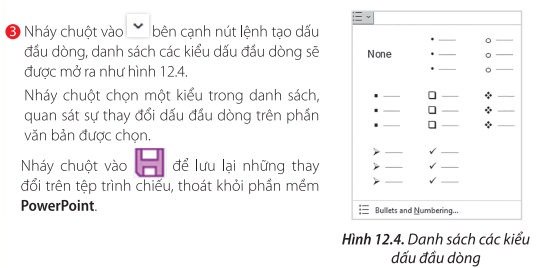 3 Nháy chuột vào bên cạnh nút lệnh tạo dấu
đầu dòng, danh sách các kiểu dấu đầu dòng sẽ
được mở ra như hình 12.4.
Nháy chuột chọn một kiểu trong danh sách,
quan sát sự thay đổi dấu đầu dòng trên phần
văn bản được chọn.
Nháy chuột vào để lưu lại những thay
đổi trên tệp trình chiếu, thoát khỏi phần mềm
PowerPoint.
None
Bullets and Numbering...
Hình 12.4. Danh sách các kiểu
dấu đầu dòng